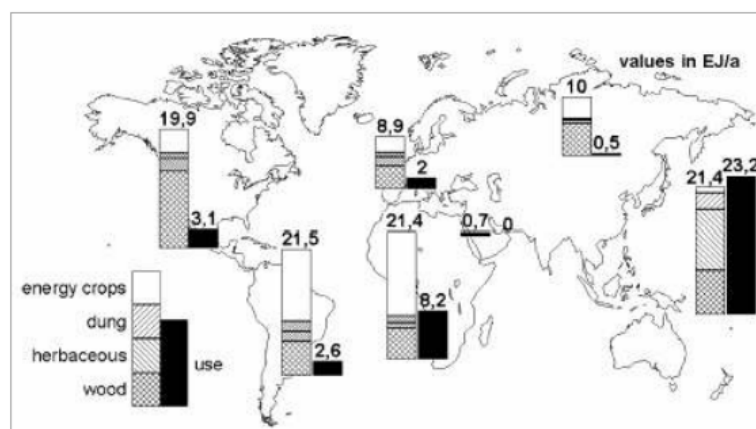 values in EJ/a
10
19,9
8,9
0,5
2
23,2
21,4
3,1
21,5
21,4
0,7
0
8,2
2,6
energy crops
dung
herbaceous
wood
use